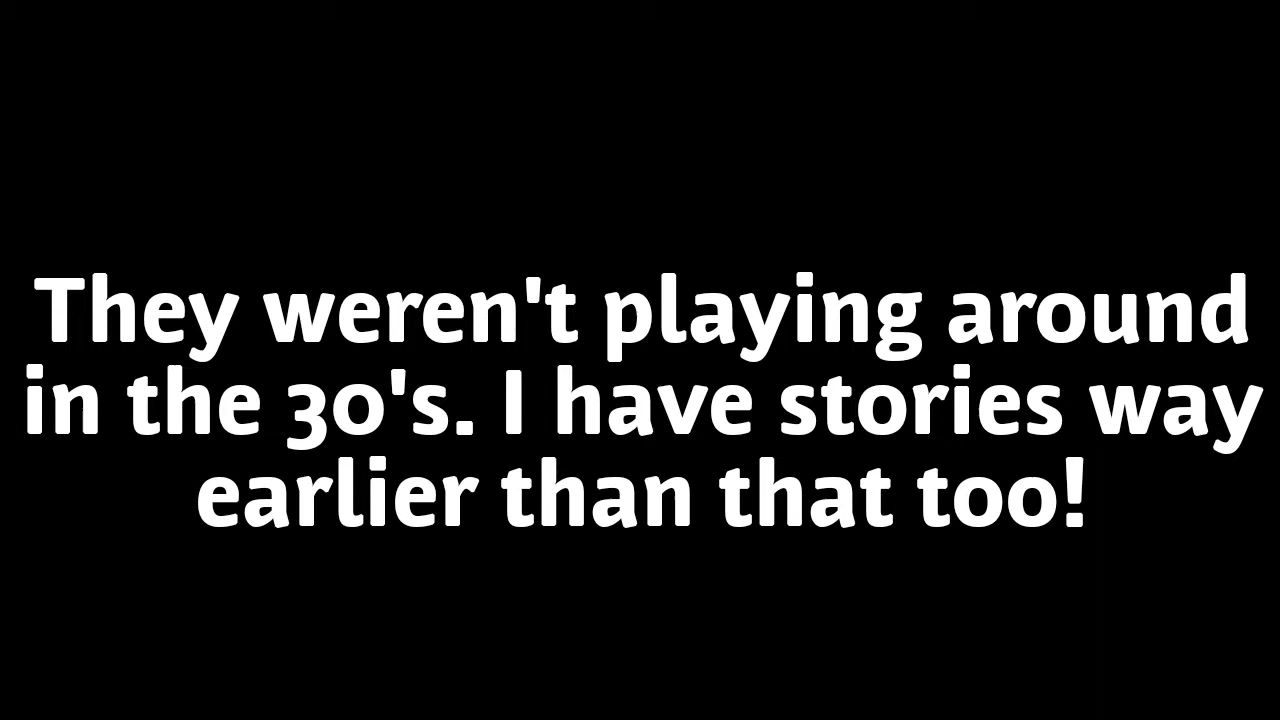 They weren't playing around
in the 30's. I have stories way
earlier than that too!